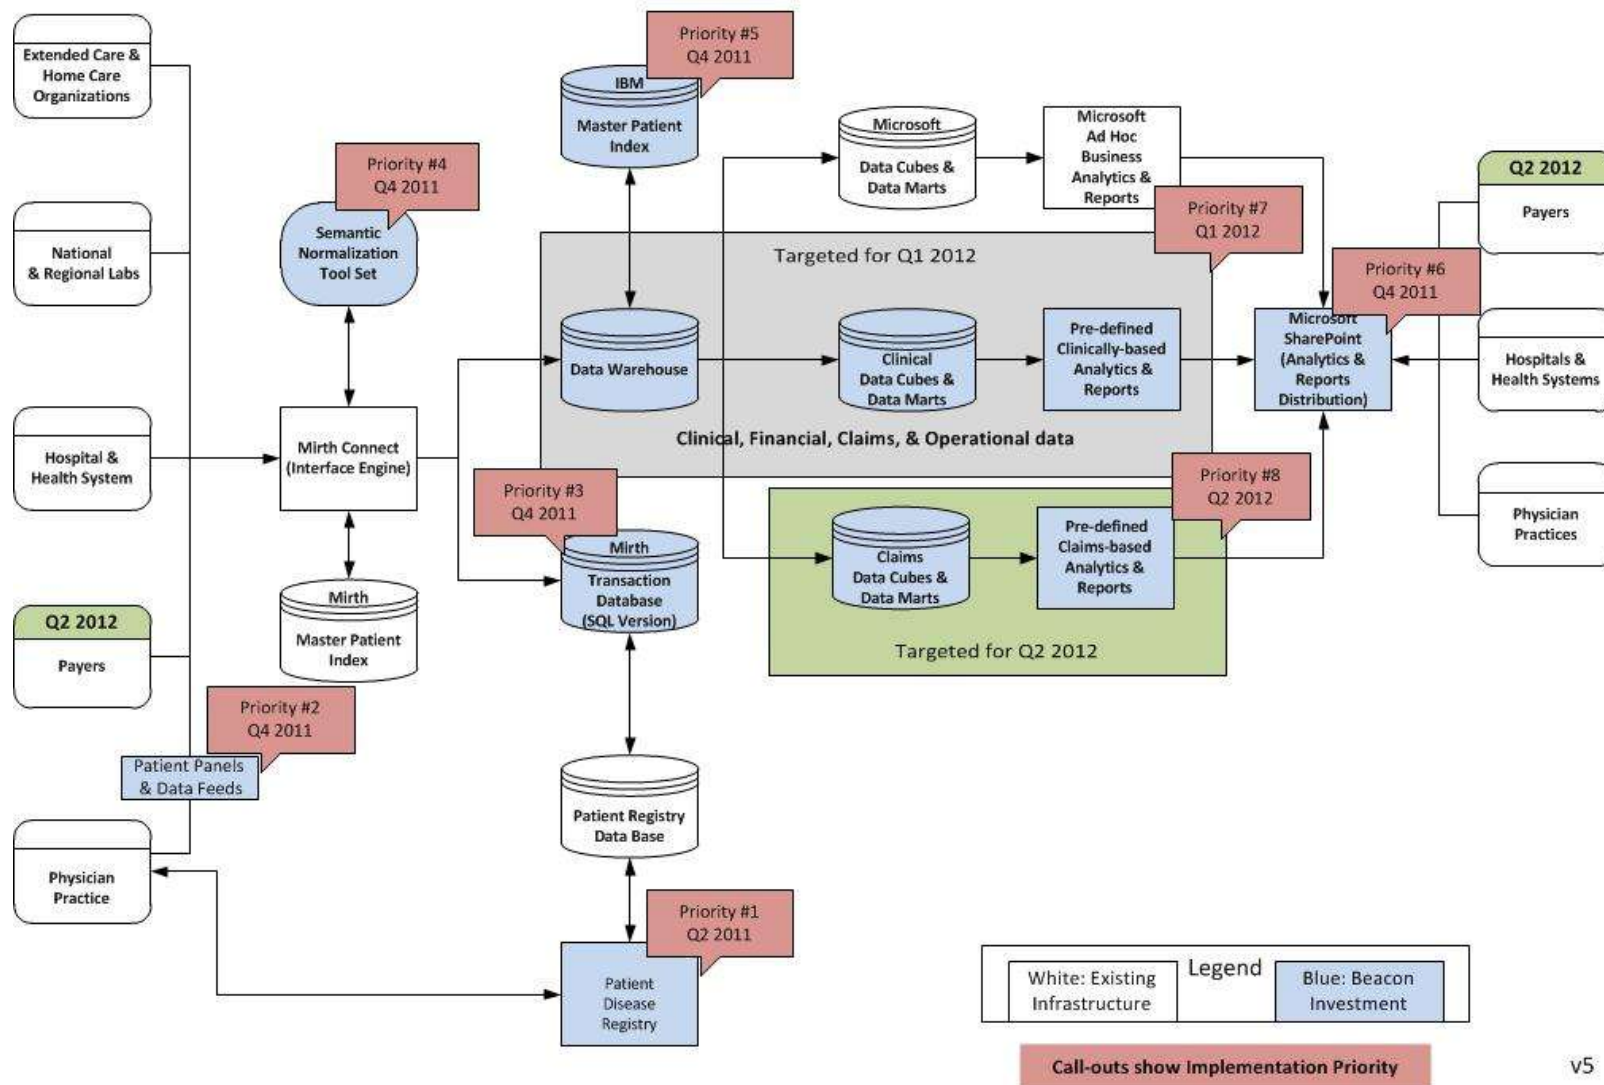 Extended Care &
Home Care
Organizations
National
& Regional Labs
Hospital &
Health System
Q2 2012
Payers
Priority #2
Q4 2011
Patient Panels
& Data Feeds
Physician
Practice
Priority #4
Q4 2011
Semantic
Normalization
Tool Set
Mirth Connect
(Interface Engine)
Mirth
Master Patient
Index
Priority #5
Q4 2011
IBM
Master Patient
Index
Targeted for Q1 2012
Data Warehouse
Clinical
Data Cubes &
Data Marts
Pre-defined
Clinically-based
Analytics &
Reports
Clinical, Financial, Claims, & Operational data
Microsoft
Data Cubes &
Data Marts
Microsoft
Ad Hoc
Business
Analytics &
Reports
Priority #7
Q1 2012
Priority #3
Q4 2011
Mirth
Transaction
Database
(SQL Version)
Priority #8
Q2 2012
Claims
Data Cubes &
Data Marts
Pre-defined
Claims-based
Analytics &
Reports
Targeted for Q2 2012
Patient Registry
Data Base
Priority #1
Q2 2011
Patient
Disease
Registry
Priority #6
Q4 2011
Microsoft
SharePoint
(Analytics &
Reports
Distribution)
Q2 2012
Payers
Hospitals &
Health Systems
Physician
Practices
Legend
White: Existing
Infrastructure
Blue: Beacon
Investment
Call-outs show Implementation Priority
v5